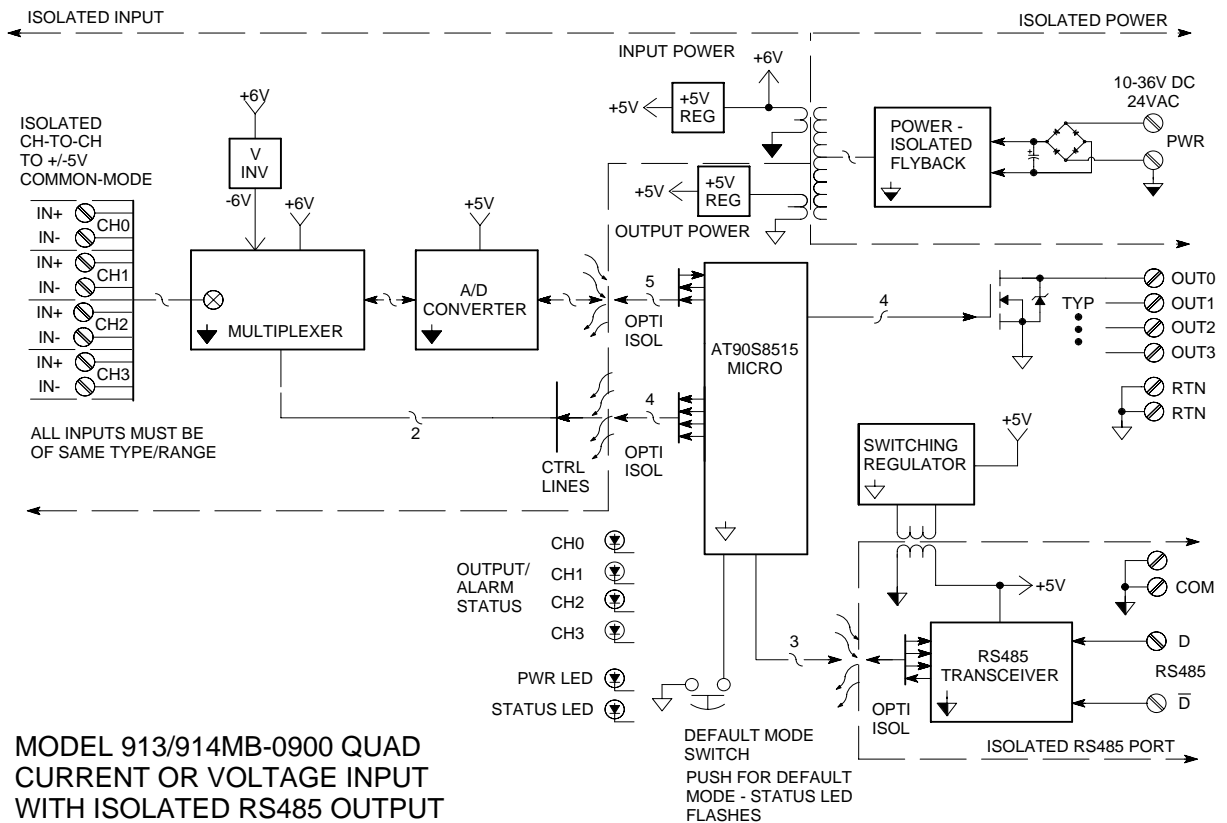 ISOLATED INPUT
ISOLATED POWER
INPUT POWER
+6V
+5V
+5V
REG
10-36V DC
24VAC
PWR
POWER -
ISOLATED
FLYBACK
+
+6V
V
INV
-6V
+6V
+5V
ISOLATED
CH-TO-CH
TO +/-5V
COMMON-MODE
IN+
IN-
CH0
IN+
IN-
CH1
IN+
IN-
CH2
IN+
IN-
CH3
ALL INPUTS MUST BE
OF SAME TYPE/RANGE
MULTIPLEXER
A/D
CONVERTER
+5V
+5V
REG
OUTPUT POWER
5
OPTI
ISOL
4
OPTI
ISOL
2
CTRL
LINES
AT90S8515
MICRO
4
TYP
OUT0
OUT1
OUT2
OUT3
RTN
RTN
SWITCHING
REGULATOR
+5V
+5V
COM
D
RS485
D̅
RS485
TRANSCEIVER
3
OPTI
ISOL
ISOLATED RS485 PORT
OUTPUT/
ALARM
STATUS
CH0
CH1
CH2
CH3
PWR LED
STATUS LED
DEFAULT MODE
SWITCH
PUSH FOR DEFAULT
MODE - STATUS LED
FLASHES
MODEL 913/914MB-0900 QUAD
CURRENT OR VOLTAGE INPUT
WITH ISOLATED RS485 OUTPUT